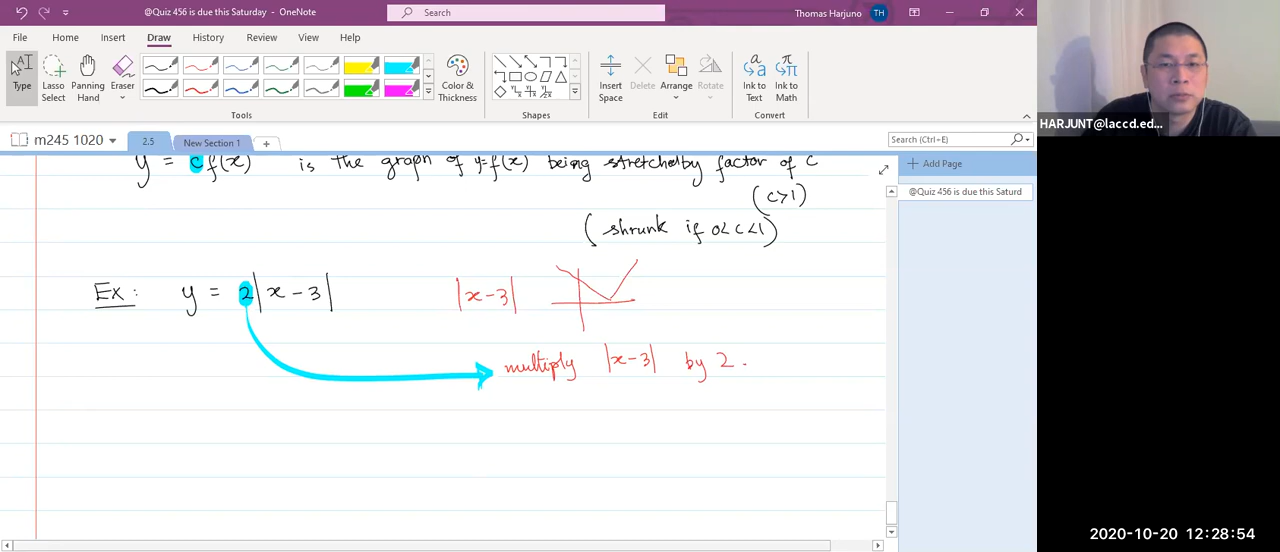 @Quiz 456 is due this Saturday - OneNote
Search
Thomas Harjuno
TH
File Home Insert Draw History Review View Help
Type
Lasso Select
Panning Hand
Eraser
Color & Thickness
Insert Space
Delete
Arrange
Rotate
Ink to Text
Ink to Math
Tools
Shapes
Edit
Convert
HARJUNT@laccd.ed...
m245 1020
2.5
New Section 1
Search (Ctrl+E)
Add Page
@Quiz 456 is due this Saturd
y = c f(x) is the graph of y=f(x) being stretched by factor of c
(c>1)
(shrunk if 0<c<1)
Ex: y = 2|x-3|
|x-3|
multiply |x-3| by 2.
2020-10-20 12:28:54